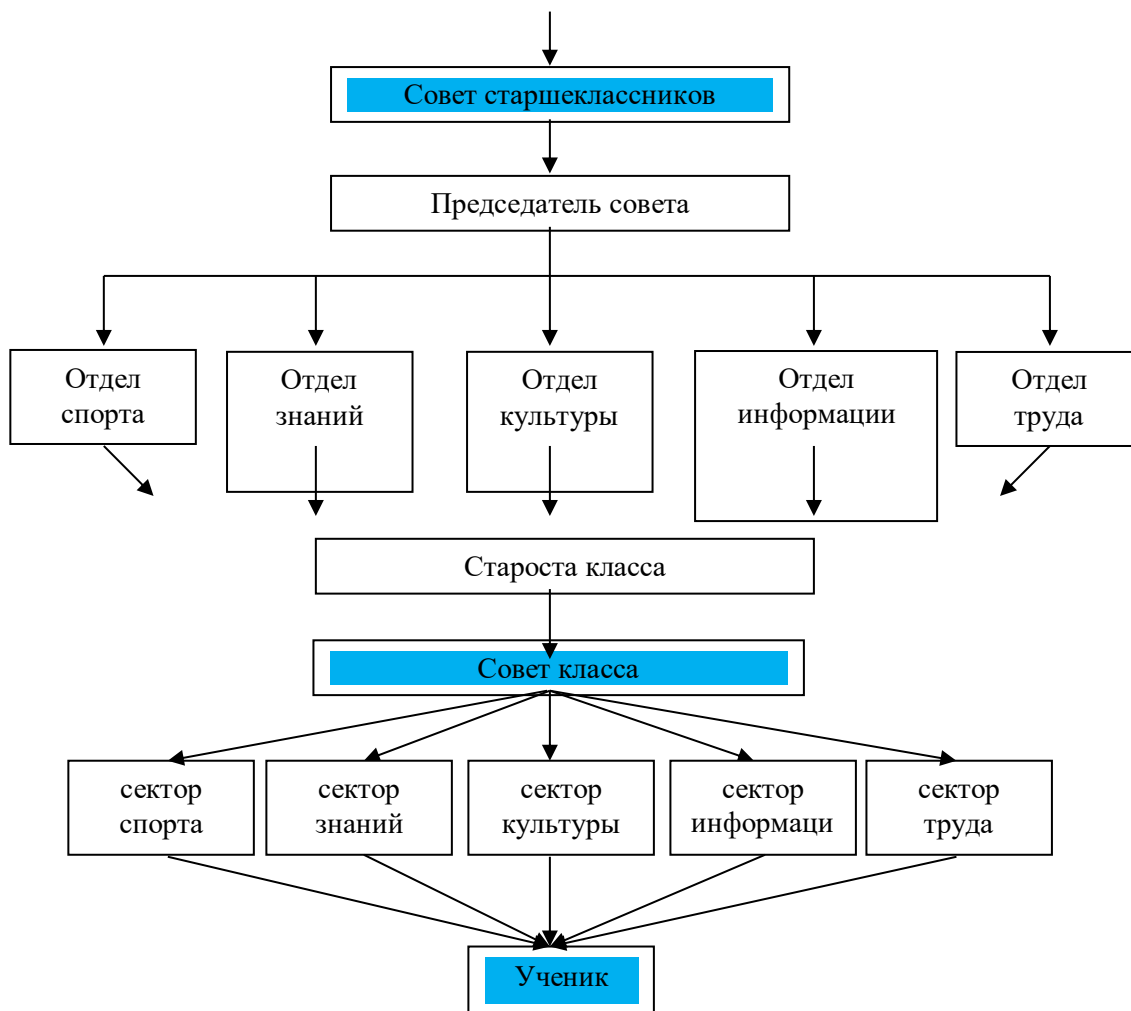 Совет старшеклассников
Председатель совета
Отдел
спорта
Отдел
знаний
Отдел
культуры
Отдел
информации
Отдел
труда
Староста класса
Совет класса
сектор
спорта
сектор
знаний
сектор
культуры
сектор
информаци
сектор
труда
Ученик